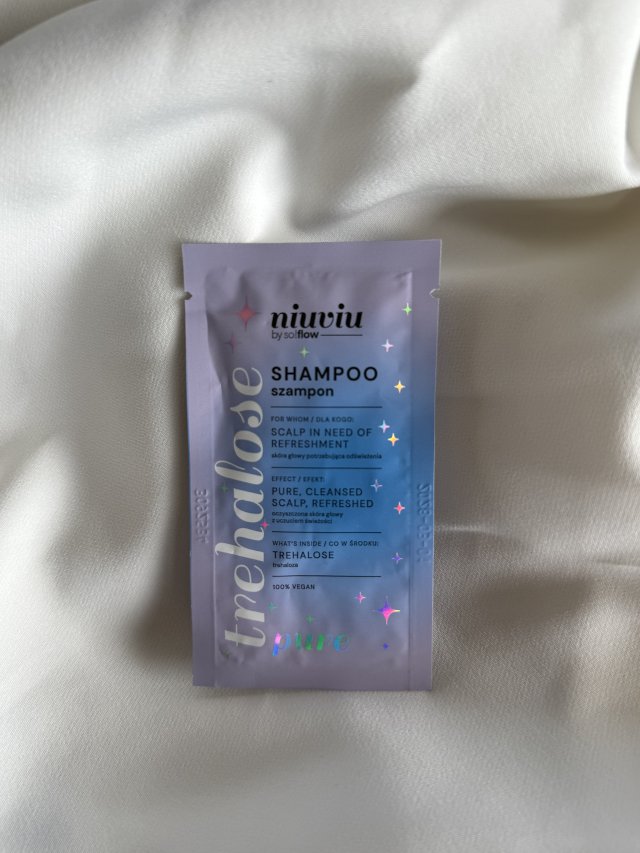 niuviu
by so!flow
SHAMPOO
szampon
FOR WHOM / DLA KOGO:
SCALP IN NEED OF
REFRESHMENT
skóra głowy potrzebująca odświeżenia
EFFECT / EFEKT:
PURE, CLEANSED
SCALP, REFRESHED
oczyszczona skóra głowy
z uczuciem świeżości
WHAT'S INSIDE / CO W ŚRODKU:
TREHALOSE
trehaloza
100% VEGAN
pure
trehalose